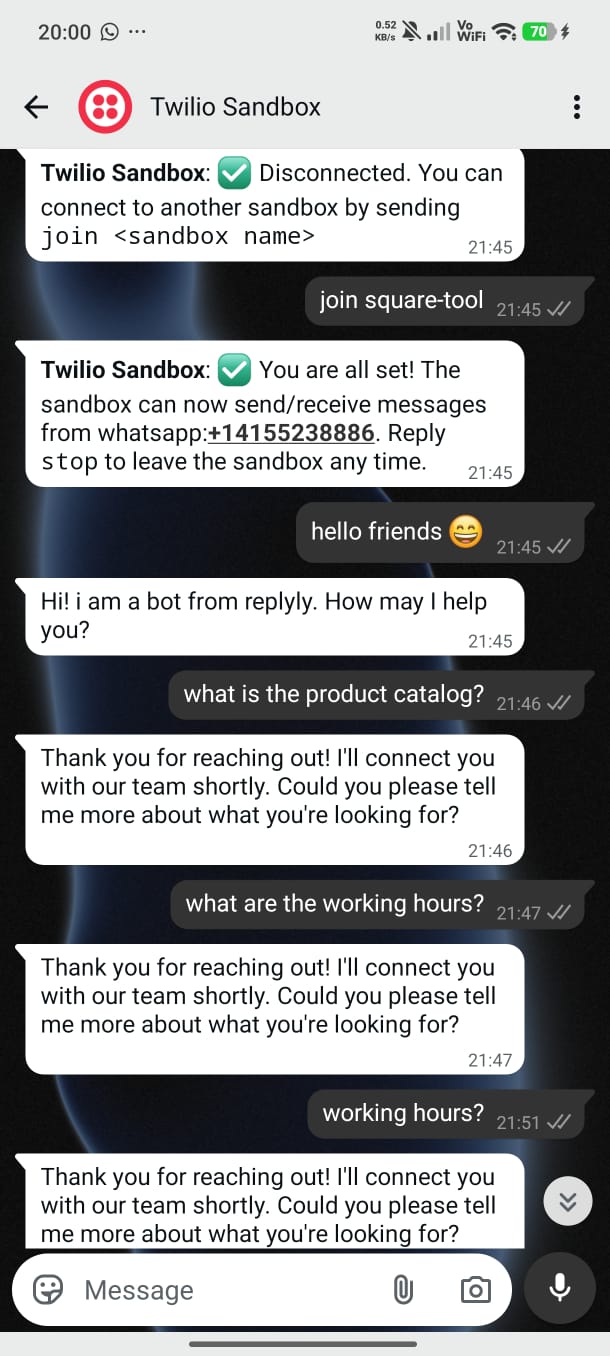 20:00 ...
0.52 KB/s Vo WiFi 70
Twilio Sandbox
Twilio Sandbox: ✅ Disconnected. You can
connect to another sandbox by sending
join <sandbox name>
21:45
join square-tool 21:45
Twilio Sandbox: ✅ You are all set! The
sandbox can now send/receive messages
from whatsapp:+14155238886. Reply
stop to leave the sandbox any time.
21:45
hello friends 😄 21:45
Hi! i am a bot from replyly. How may I help
you?
21:45
what is the product catalog? 21:46
Thank you for reaching out! I'll connect you
with our team shortly. Could you please tell
me more about what you're looking for?
21:46
what are the working hours? 21:47
Thank you for reaching out! I'll connect you
with our team shortly. Could you please tell
me more about what you're looking for?
21:47
working hours? 21:51
Thank you for reaching out! I'll connect you
with our team shortly. Could you please tell
me more about what you're looking for?
Message